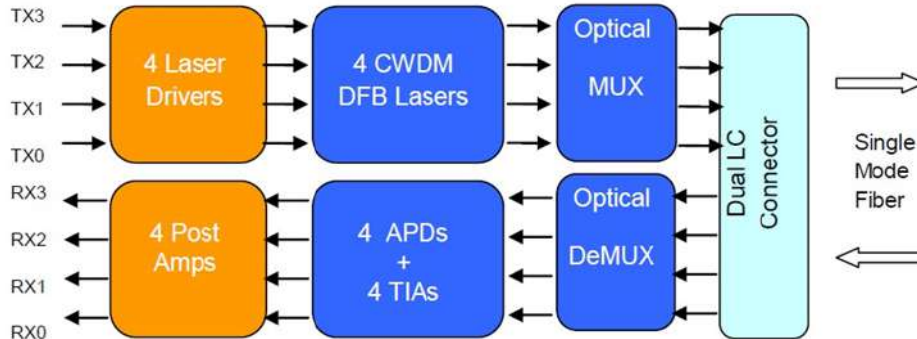 TX3
TX2
TX1
TX0
4 Laser
Drivers
4 CWDM
DFB Lasers
Optical
MUX
RX3
RX2
RX1
RX0
4 Post
Amps
4 APDs
+
4 TIAs
Optical
DeMUX
Dual LC
Connector
Single
Mode
Fiber